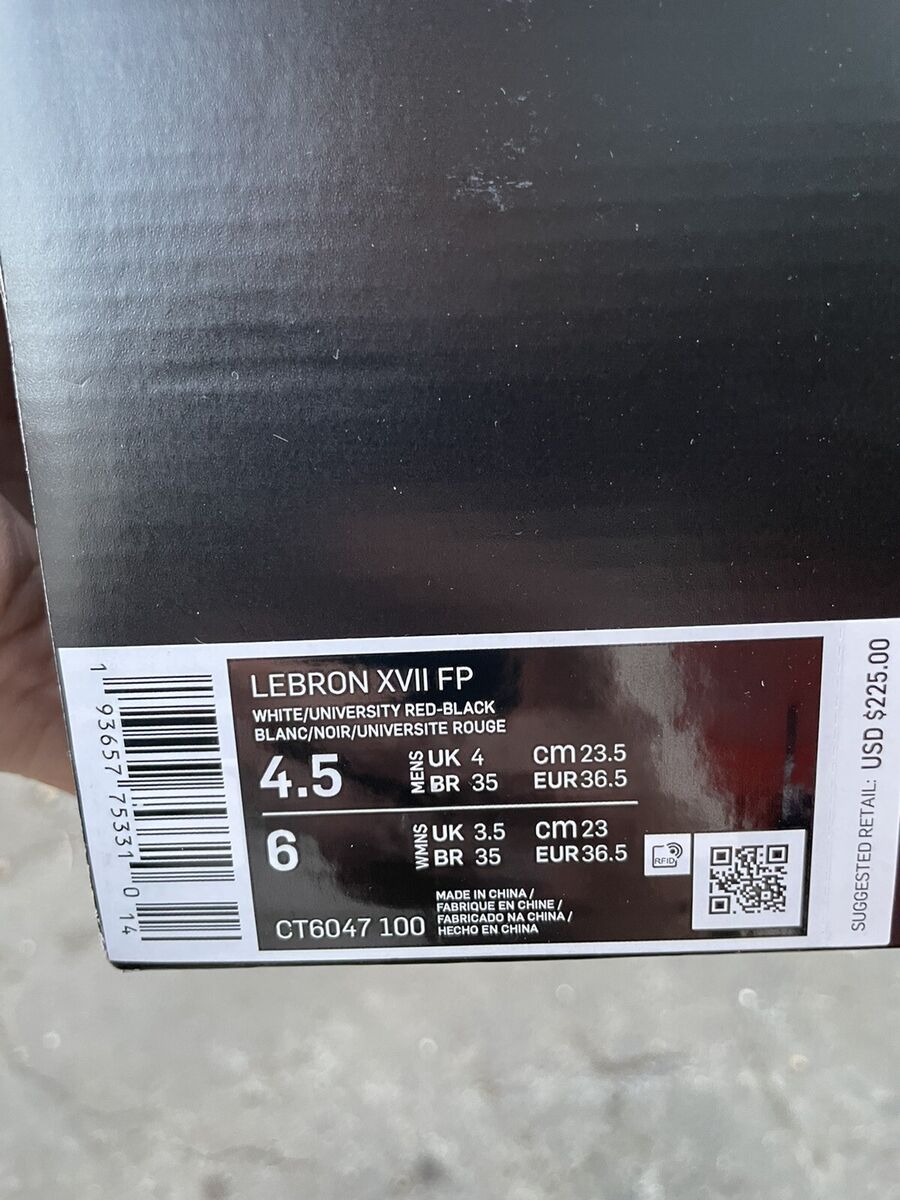 1 93657 75331 0 14
LEBRON XVII FP
WHITE/UNIVERSITY RED-BLACK
BLANC/NOIR/UNIVERSITE ROUGE
4.5 MENS UK 4 cm 23.5
BR 35 EUR 36.5
6 WMNS UK 3.5 cm 23
BR 35 EUR 36.5
RFID
CT6047 100
MADE IN CHINA /
FABRIQUE EN CHINE /
FABRICADO NA CHINA /
HECHO EN CHINA
SUGGESTED RETAIL: USD $225.00